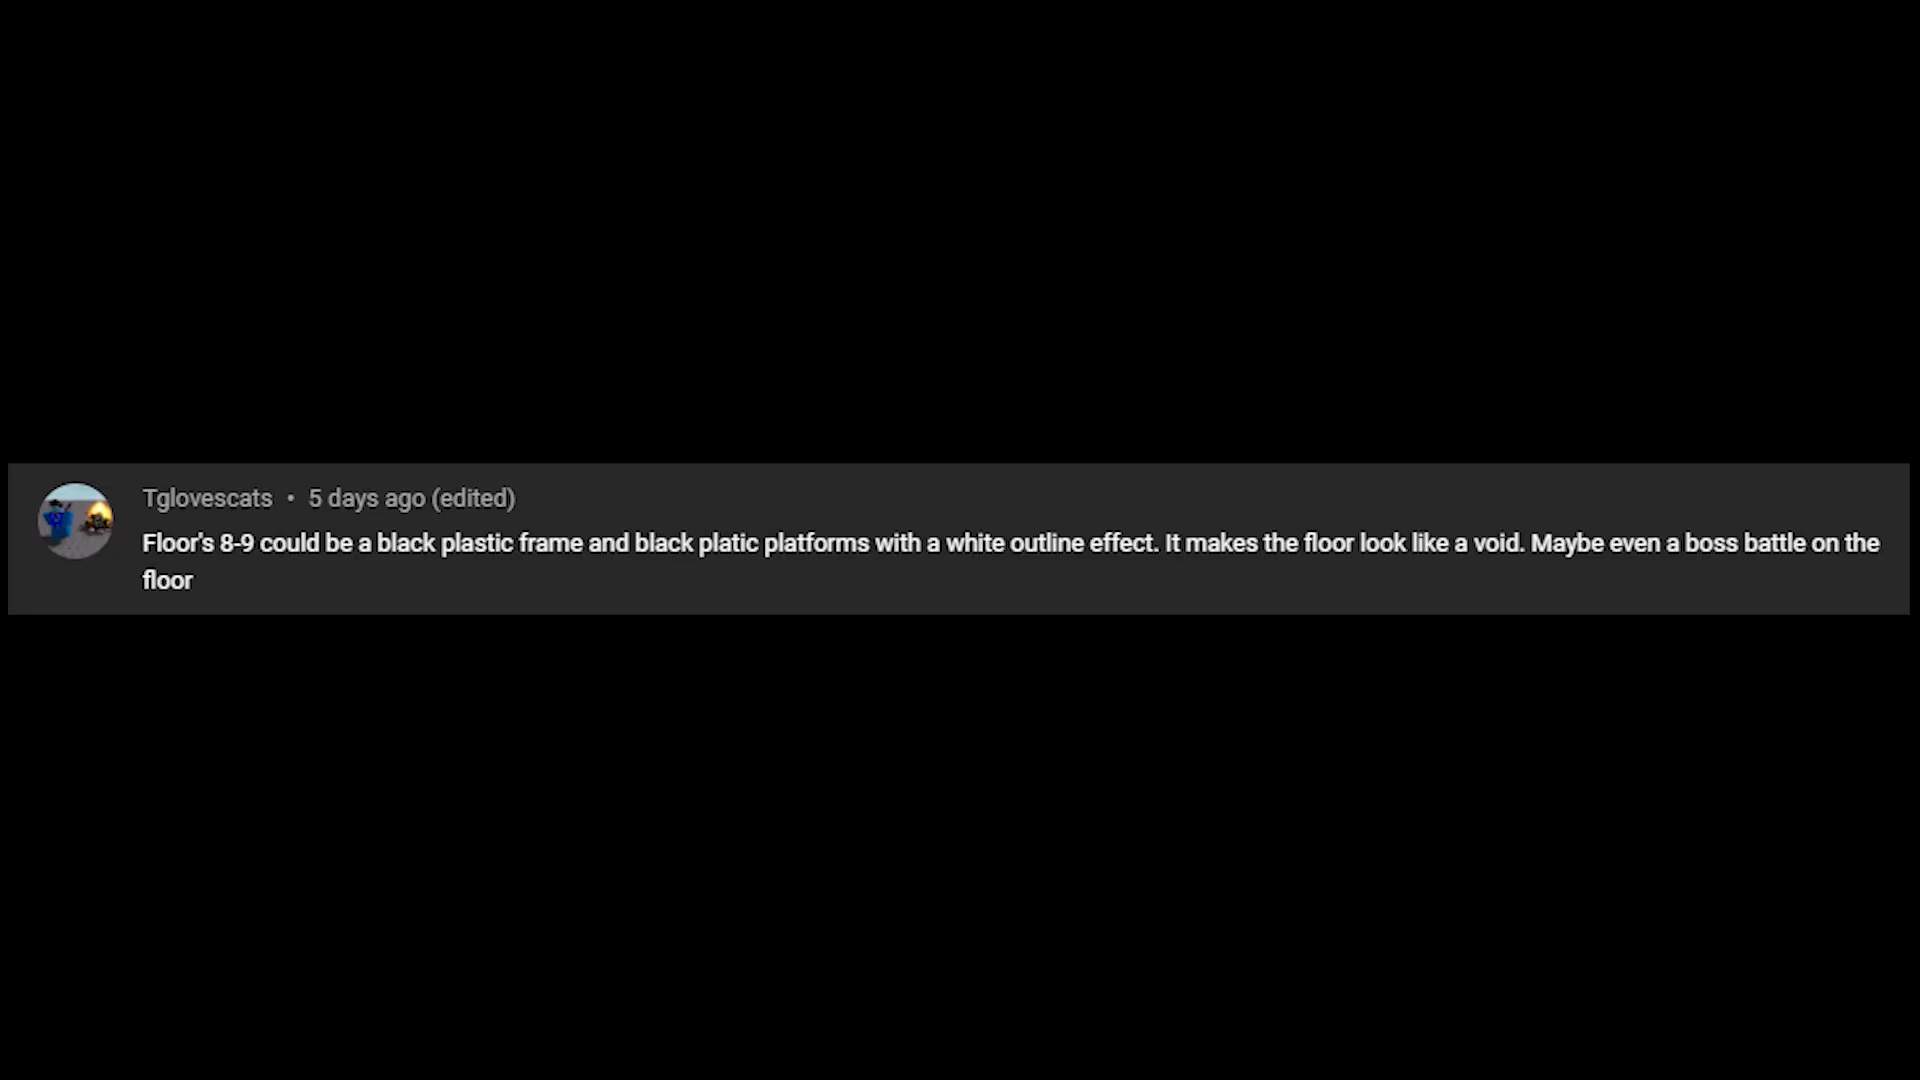 Tglovescats • 5 days ago (edited)
Floor's 8-9 could be a black plastic frame and black platic platforms with a white outline effect. It makes the floor look like a void. Maybe even a boss battle on the
floor